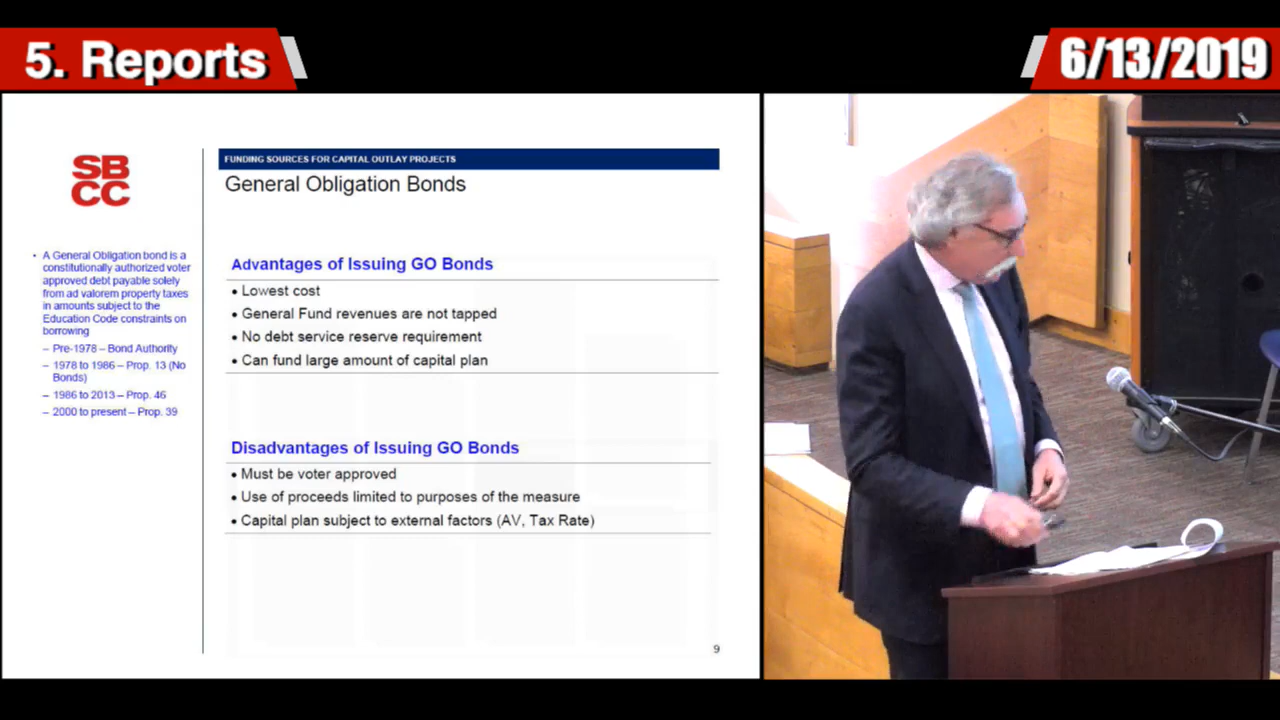 5. Reports
6/13/2019
SB
CC
FUNDING SOURCES FOR CAPITAL OUTLAY PROJECTS
General Obligation Bonds
• A General Obligation bond is a
constitutionally authorized voter
approved debt payable solely
from ad valorem property taxes
in amounts subject to the
Education Code constraints on
borrowing
– Pre-1978 – Bond Authority
– 1978 to 1986 – Prop. 13 (No
Bonds)
– 1986 to 2013 – Prop. 46
– 2000 to present – Prop. 39
Advantages of Issuing GO Bonds
• Lowest cost
• General Fund revenues are not tapped
• No debt service reserve requirement
• Can fund large amount of capital plan
Disadvantages of Issuing GO Bonds
• Must be voter approved
• Use of proceeds limited to purposes of the measure
• Capital plan subject to external factors (AV, Tax Rate)
9